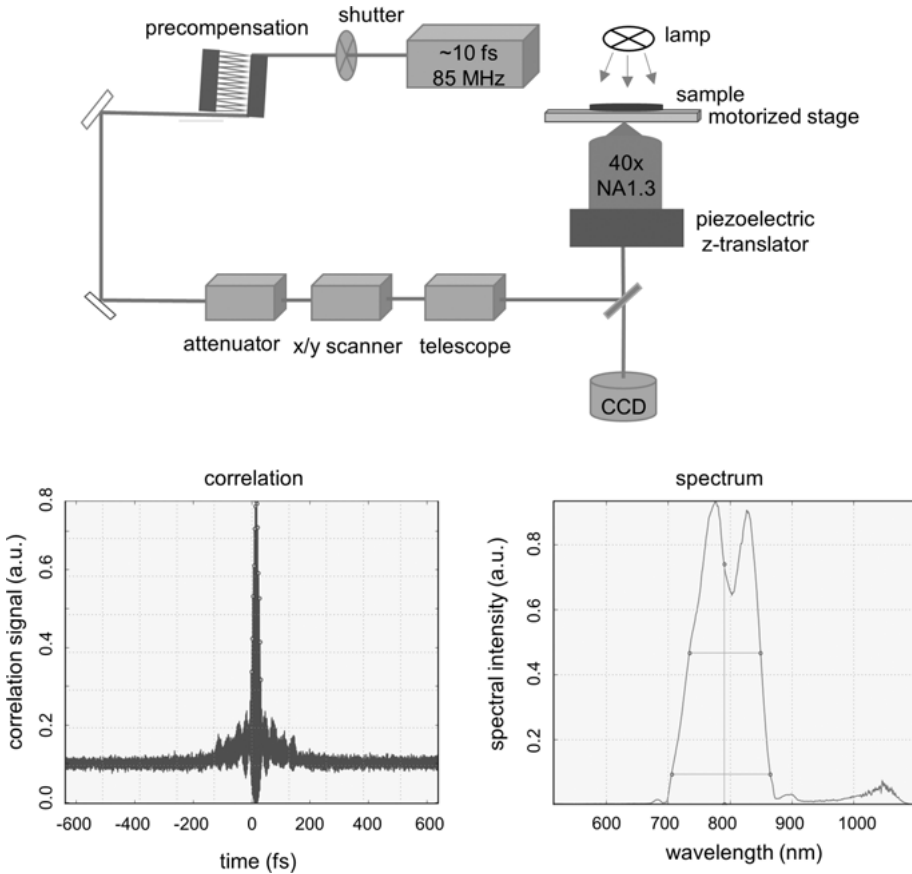 shutter
precompensation
~10 fs
85 MHz
lamp
sample
motorized stage
40x
NA1.3
piezoelectric
z-translator
attenuator
x/y scanner
telescope
CCD
correlation
correlation signal (a.u.)
0.8
0.6
0.4
0.2
0.0
-600
-400
-200
0
200
400
600
time (fs)
spectrum
spectral intensity (a.u.)
0.8
0.6
0.4
0.2
600
700
800
900
1000
wavelength (nm)